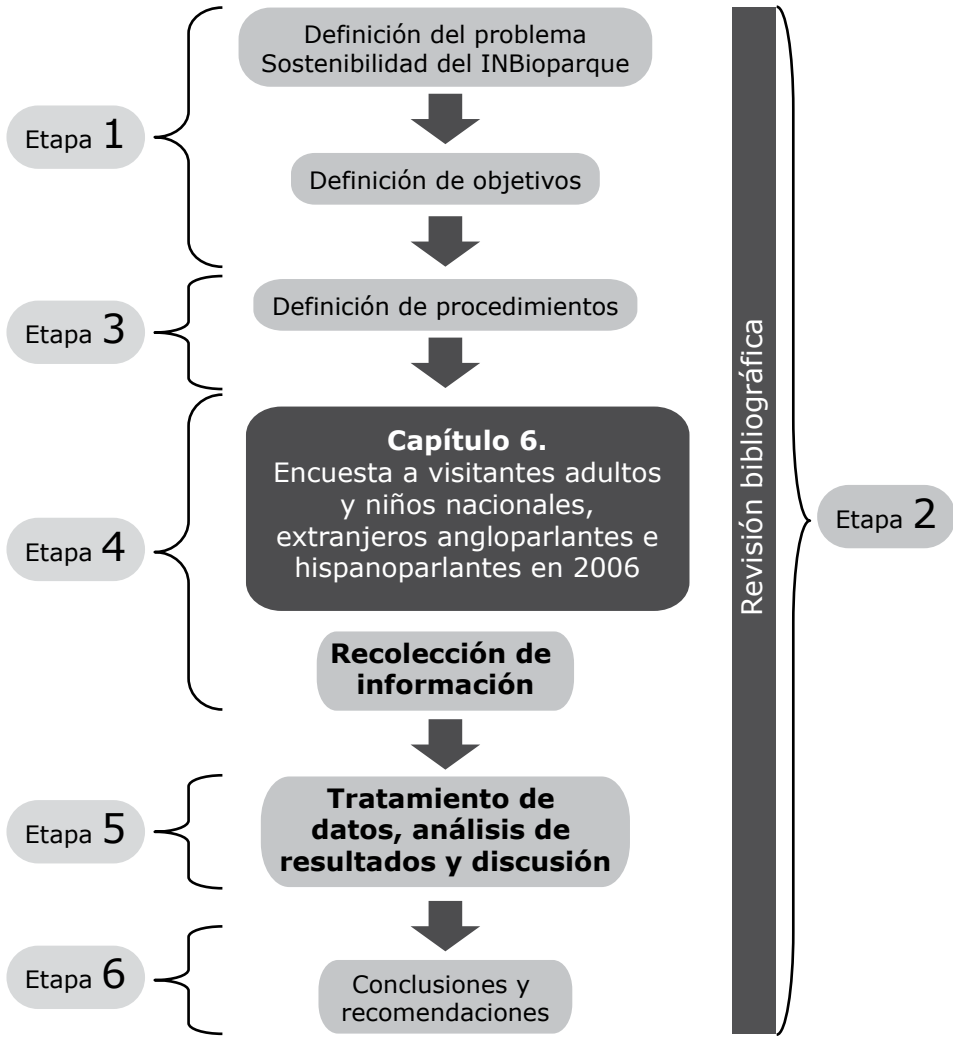 Definición del problema
Sostenibilidad del INBioparque
Etapa 1
Definición de objetivos
Definición de procedimientos
Etapa 3
Capítulo 6.
Encuesta a visitantes adultos
y niños nacionales,
extranjeros angloparlantes e
hispanoparlantes en 2006
Etapa 4
Recolección de
información
Tratamiento de
datos, análisis de
resultados y discusión
Etapa 5
Conclusiones y
recomendaciones
Etapa 6
Revisión bibliográfica
Etapa 2